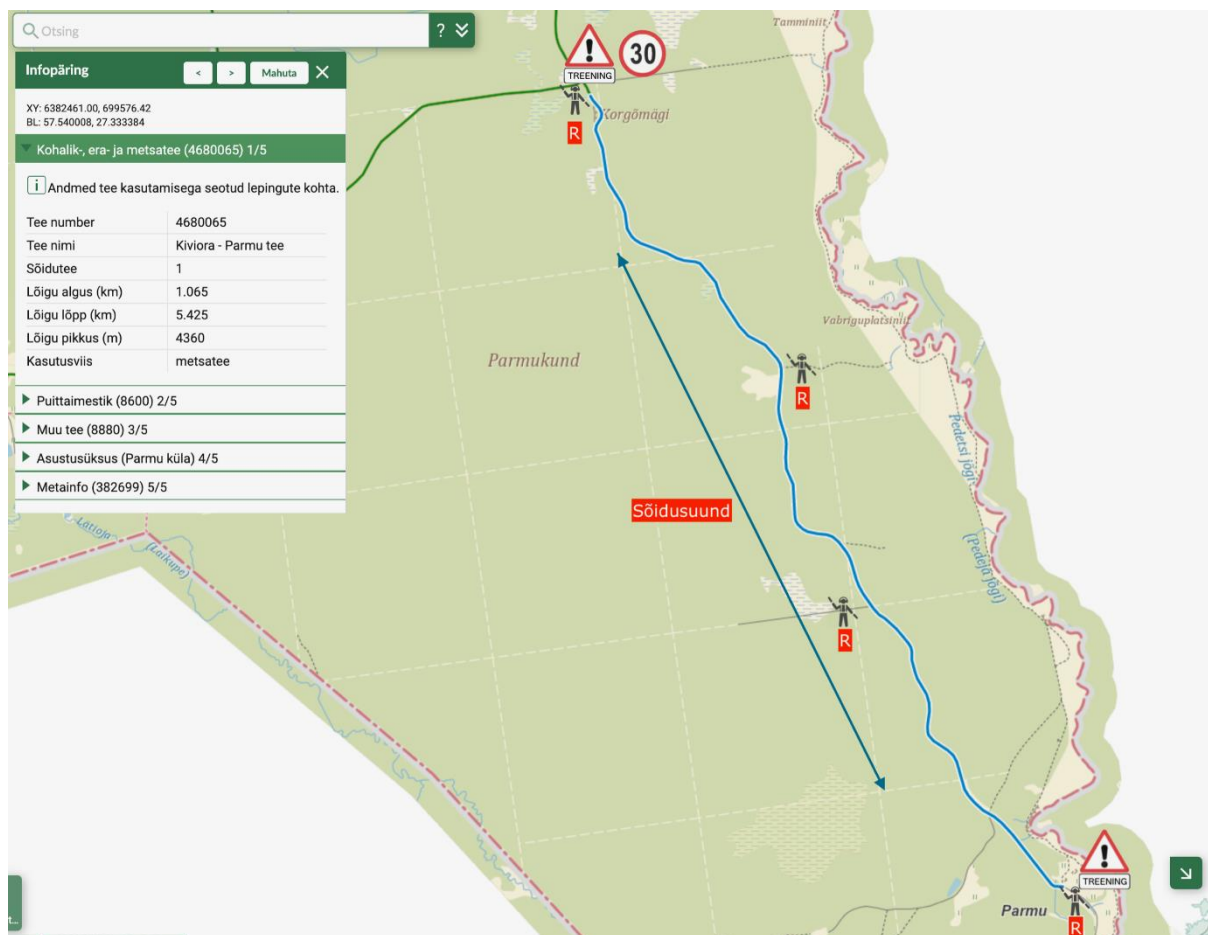 Otsing
?
Infopäring
<
>
Mahuta
XY: 6382461.00, 699576.42
BL: 57.540008, 27.333384
Kohalik-, era- ja metsatee (4680065) 1/5
i Andmed tee kasutamisega seotud lepingute kohta.
Tee number 4680065
Tee nimi Kiviora - Parmu tee
Sõidutee 1
Lõigu algus (km) 1.065
Lõigu lõpp (km) 5.425
Lõigu pikkus (m) 4360
Kasutusviis metsatee
Puittaimestik (8600) 2/5
Muu tee (8880) 3/5
Asustusüksus (Parmu küla) 4/5
Metainfo (382699) 5/5
Tamminiit
!
30
TREENING
R
Korgõmägi
Vabriguplatsiniit
Parmukund
R
Pedetsi jõgi
Sõidusuund
(Pededja jõgi)
Latioja
(Laikupe)
R
!
TREENING
Parmu
R